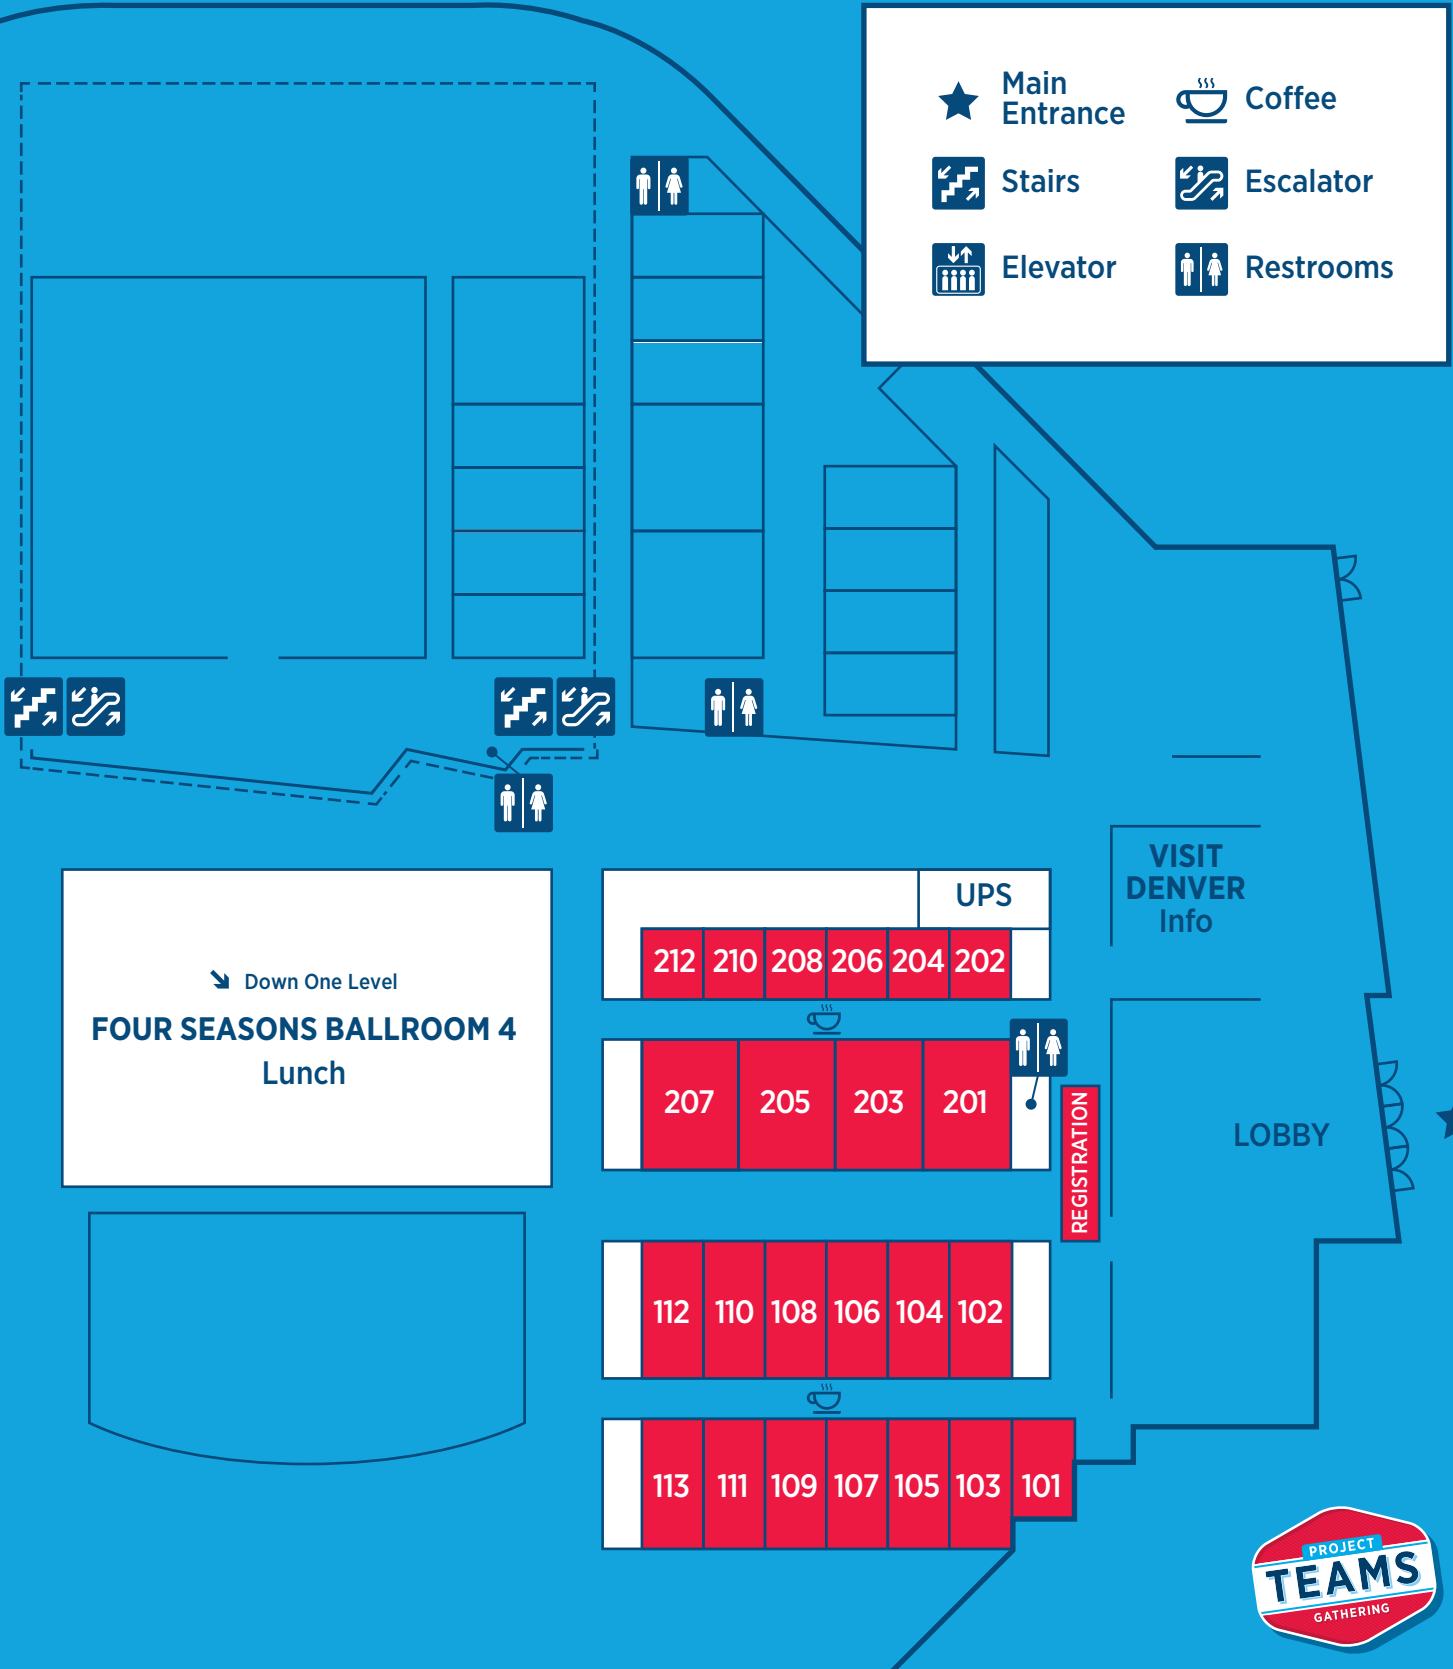 Main
Entrance
Coffee
Stairs
Escalator
Elevator
Restrooms
VISIT
DENVER
Info
UPS
212 210 208 206 204 202
Down One Level
FOUR SEASONS BALLROOM 4
Lunch
207 205 203 201
REGISTRATION
LOBBY
112 110 108 106 104 102
113 111 109 107 105 103 101
PROJECT
TEAMS
GATHERING